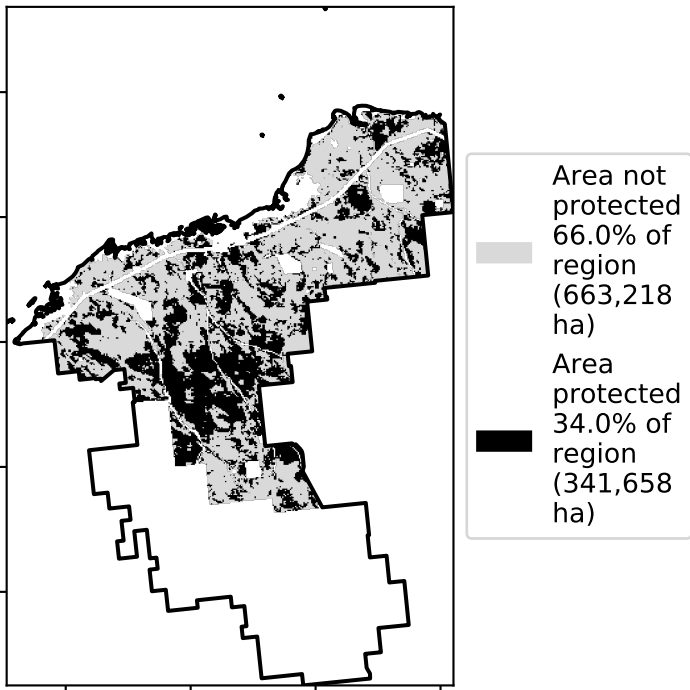 Area not
protected
66.0% of
region
(663,218
ha)
Area
protected
34.0% of
region
(341,658
ha)